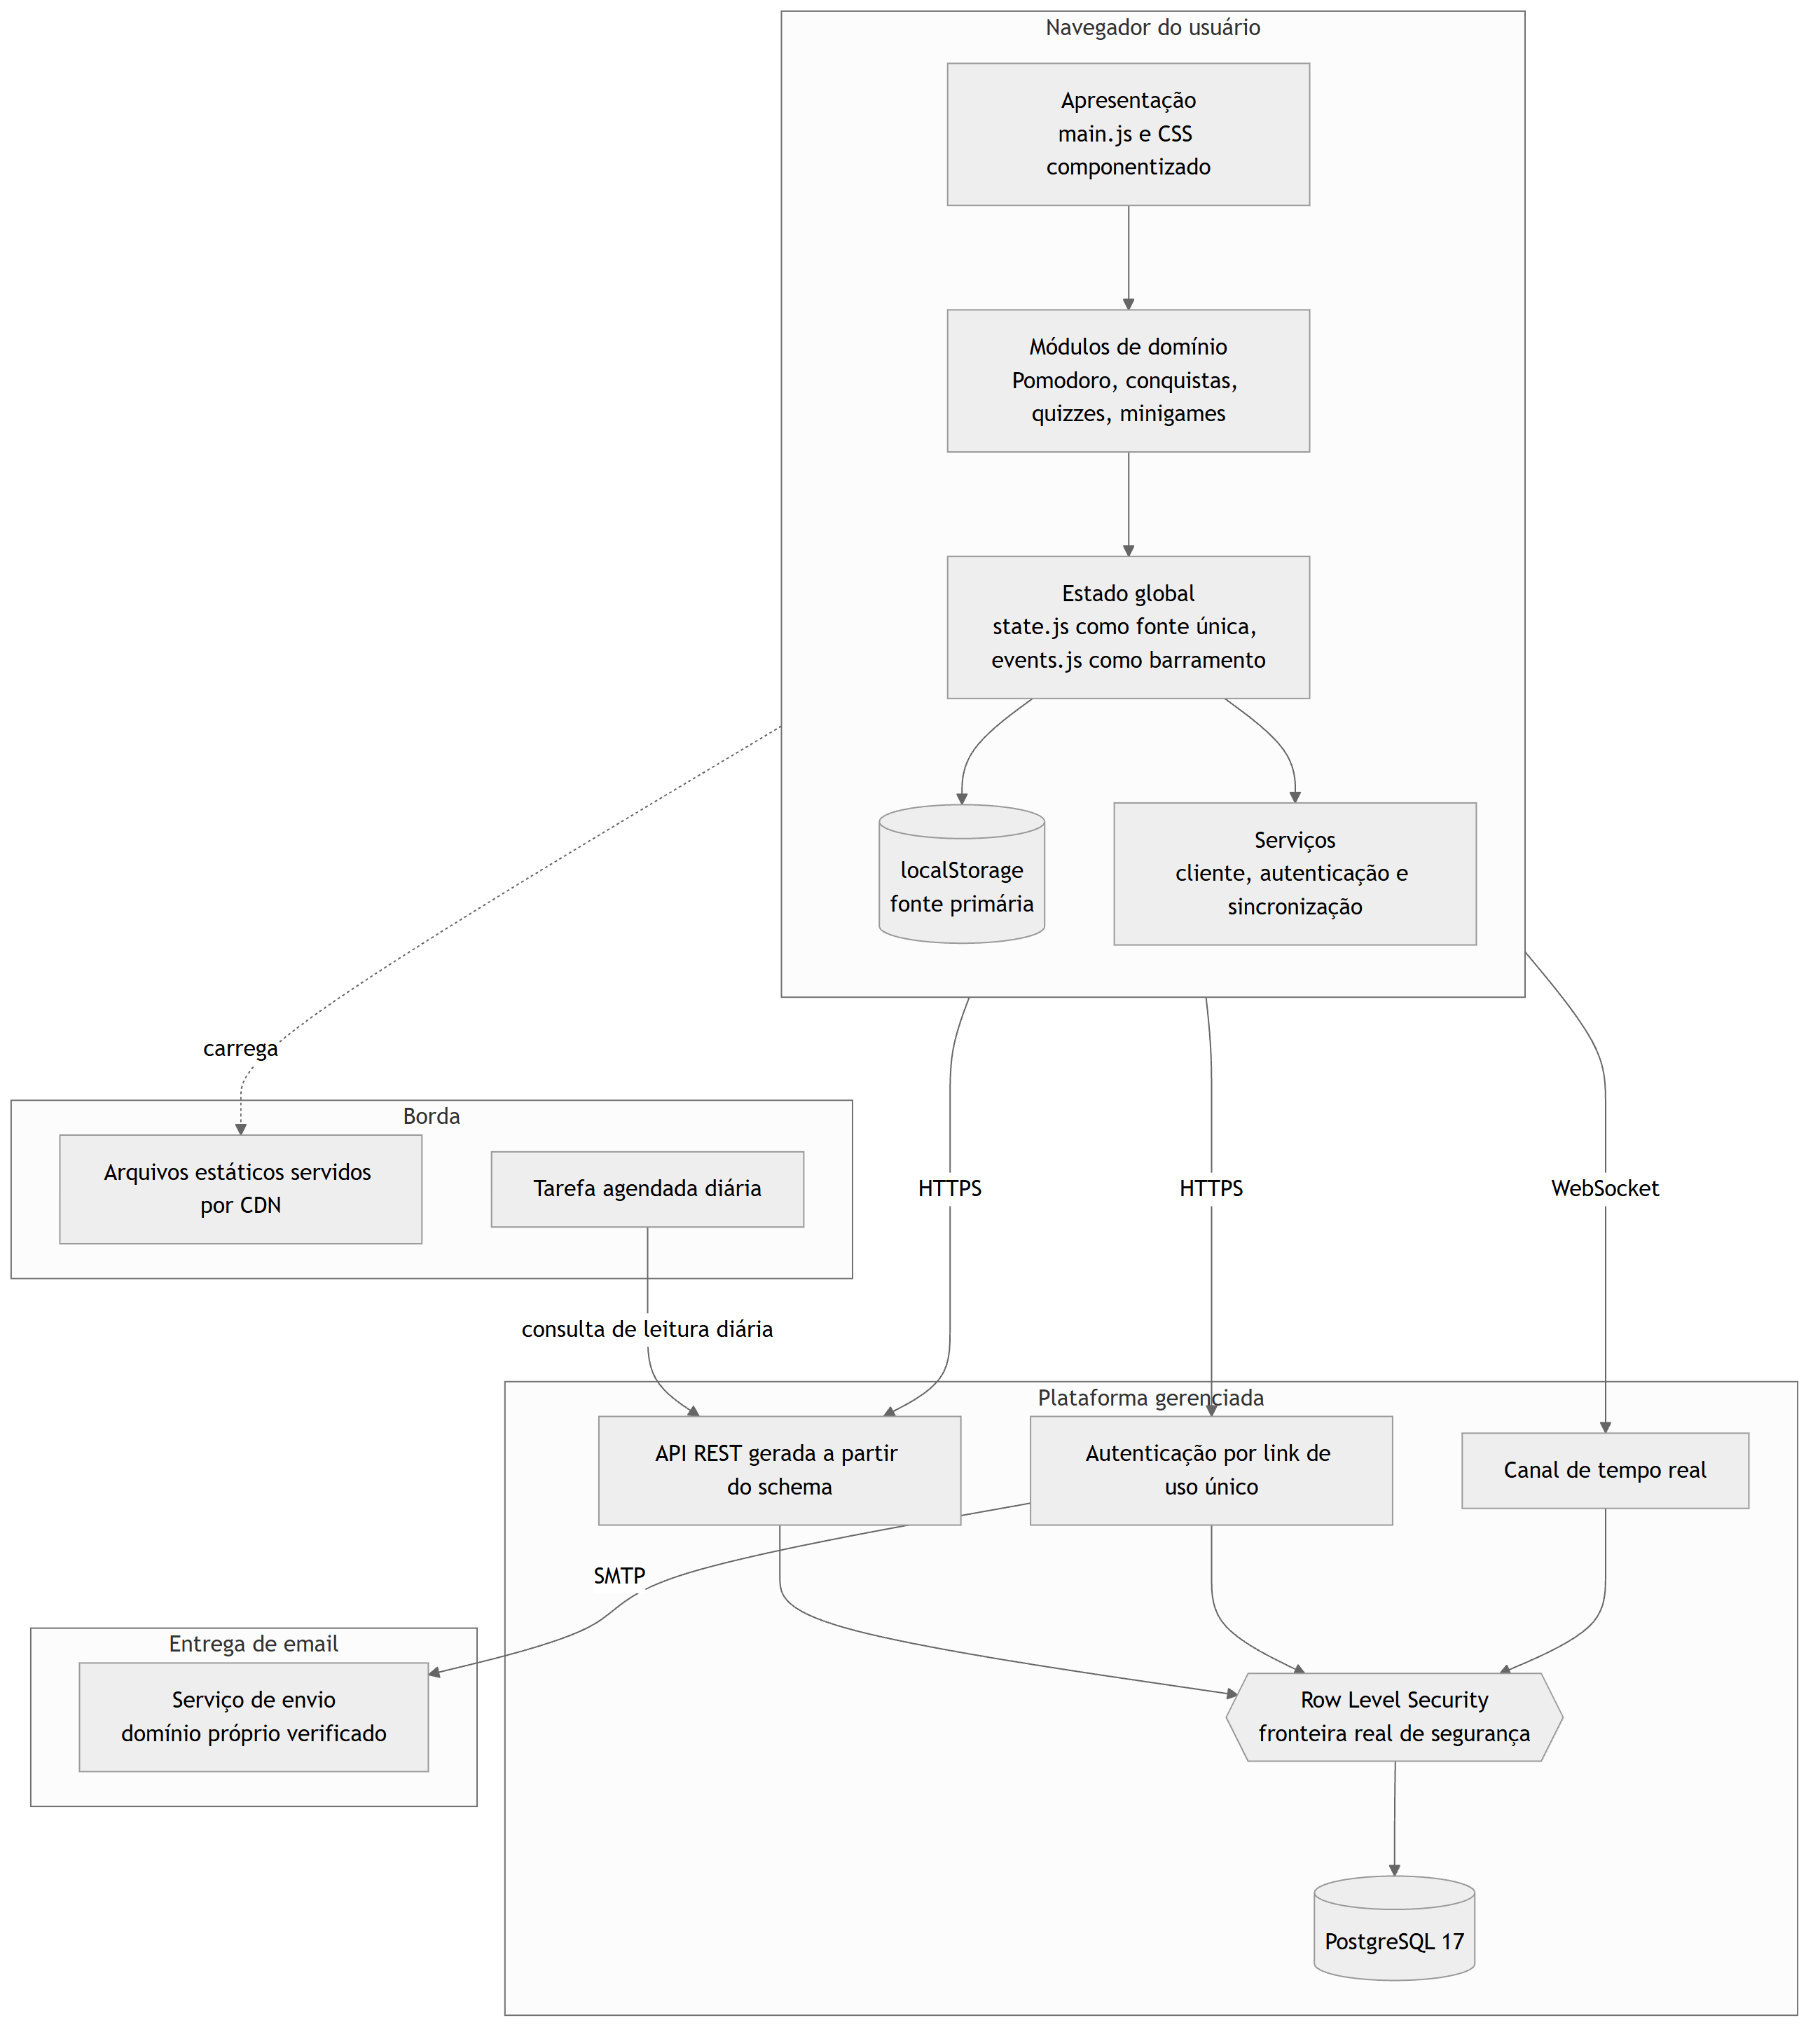 Navegador do usuário
Apresentação
main.js e CSS
componentizado
Módulos de domínio
Pomodoro, conquistas,
quizzes, minigames
Estado global
state.js como fonte única,
events.js como barramento
localStorage
fonte primária
Serviços
cliente, autenticação e
sincronização
carrega
Borda
Arquivos estáticos servidos
por CDN
Tarefa agendada diária
HTTPS
HTTPS
WebSocket
consulta de leitura diária
Plataforma gerenciada
API REST gerada a partir
do schema
Autenticação por link de
uso único
Canal de tempo real
SMTP
Entrega de email
Serviço de envio
domínio próprio verificado
Row Level Security
fronteira real de segurança
PostgreSQL 17